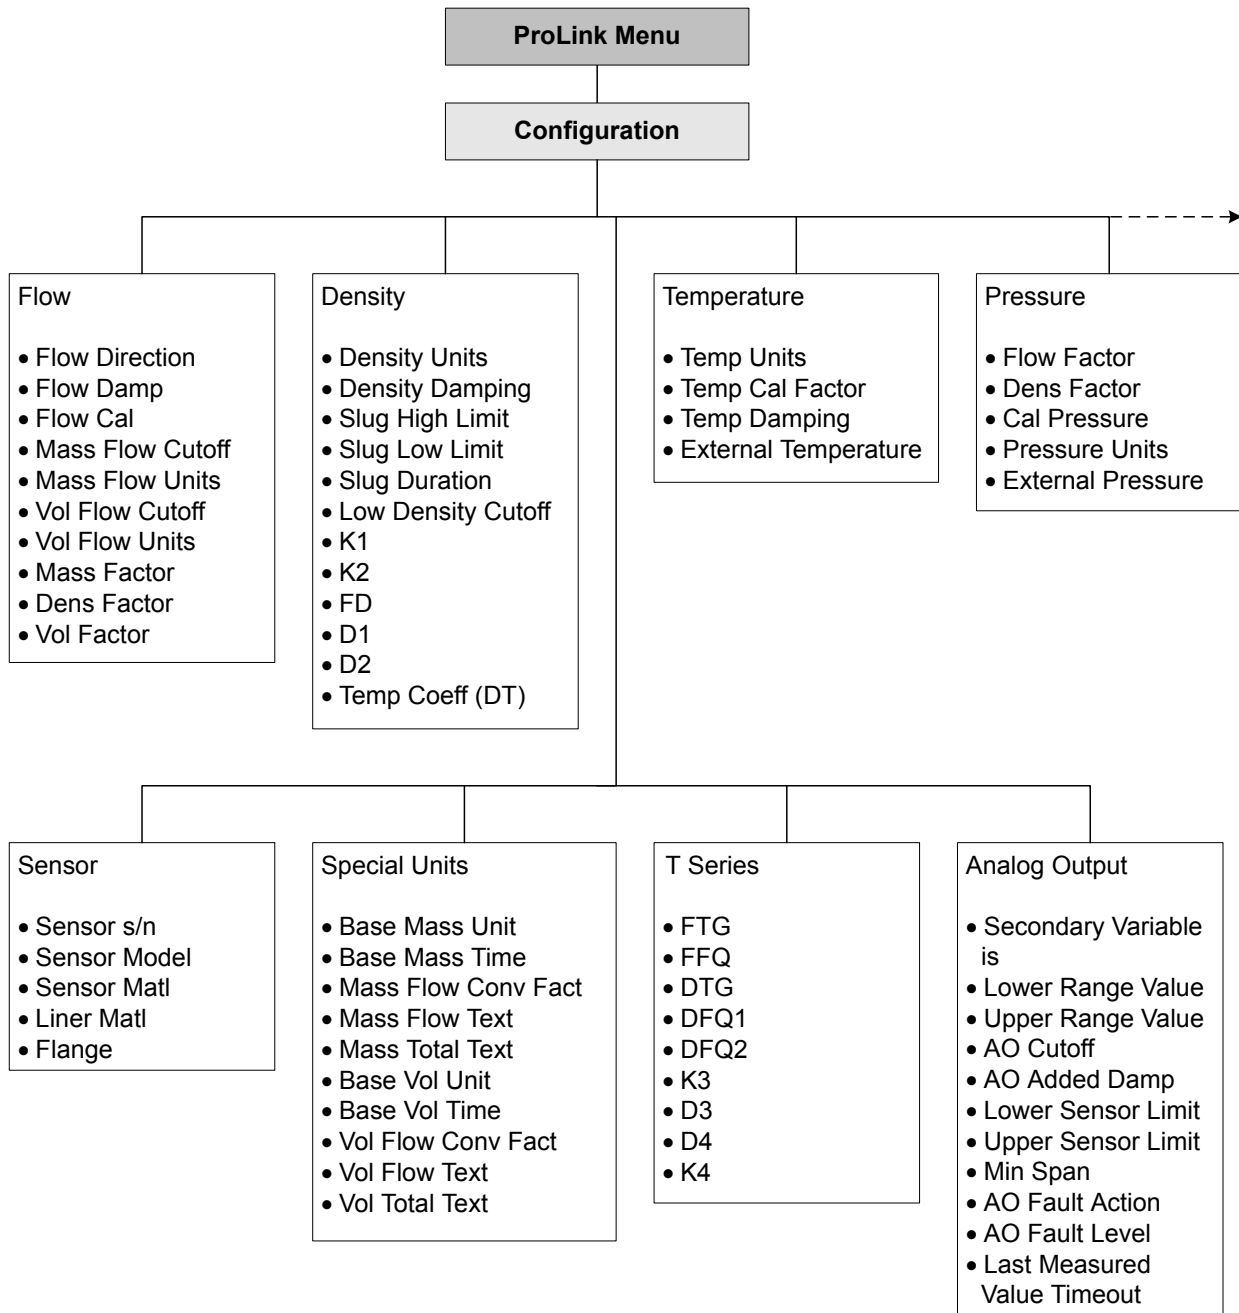 ProLink Menu
Configuration
Flow
• Flow Direction
• Flow Damp
• Flow Cal
• Mass Flow Cutoff
• Mass Flow Units
• Vol Flow Cutoff
• Vol Flow Units
• Mass Factor
• Dens Factor
• Vol Factor
Density
• Density Units
• Density Damping
• Slug High Limit
• Slug Low Limit
• Slug Duration
• Low Density Cutoff
• K1
• K2
• FD
• D1
• D2
• Temp Coeff (DT)
Temperature
• Temp Units
• Temp Cal Factor
• Temp Damping
• External Temperature
Pressure
• Flow Factor
• Dens Factor
• Cal Pressure
• Pressure Units
• External Pressure
Sensor
• Sensor s/n
• Sensor Model
• Sensor Matl
• Liner Matl
• Flange
Special Units
• Base Mass Unit
• Base Mass Time
• Mass Flow Conv Fact
• Mass Flow Text
• Mass Total Text
• Base Vol Unit
• Base Vol Time
• Vol Flow Conv Fact
• Vol Flow Text
• Vol Total Text
T Series
• FTG
• FFQ
• DTG
• DFQ1
• DFQ2
• K3
• D3
• D4
• K4
Analog Output
• Secondary Variable
is
• Lower Range Value
• Upper Range Value
• AO Cutoff
• AO Added Damp
• Lower Sensor Limit
• Upper Sensor Limit
• Min Span
• AO Fault Action
• AO Fault Level
• Last Measured
Value Timeout